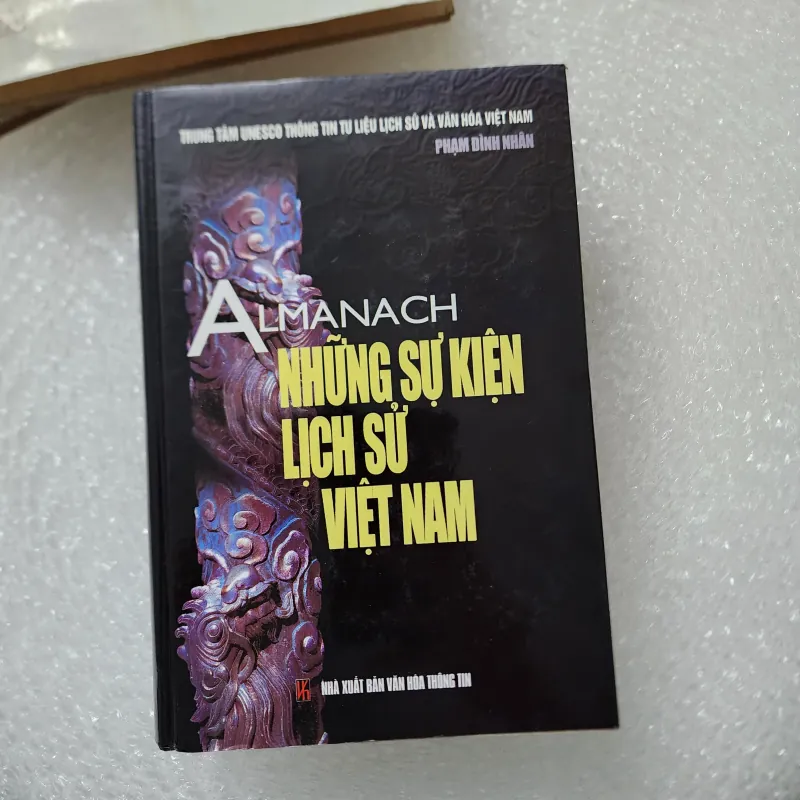 TRUNG TÂM UNESCO THÔNG TIN TƯ LIỆU LỊCH SỬ VÀ VĂN HÓA VIỆT NAM
PHẠM ĐÌNH NHÂN
ALMANACH
NHỮNG SỰ KIỆN
LỊCH SỬ
VIỆT NAM
NHÀ XUẤT BẢN VĂN HÓA THÔNG TIN